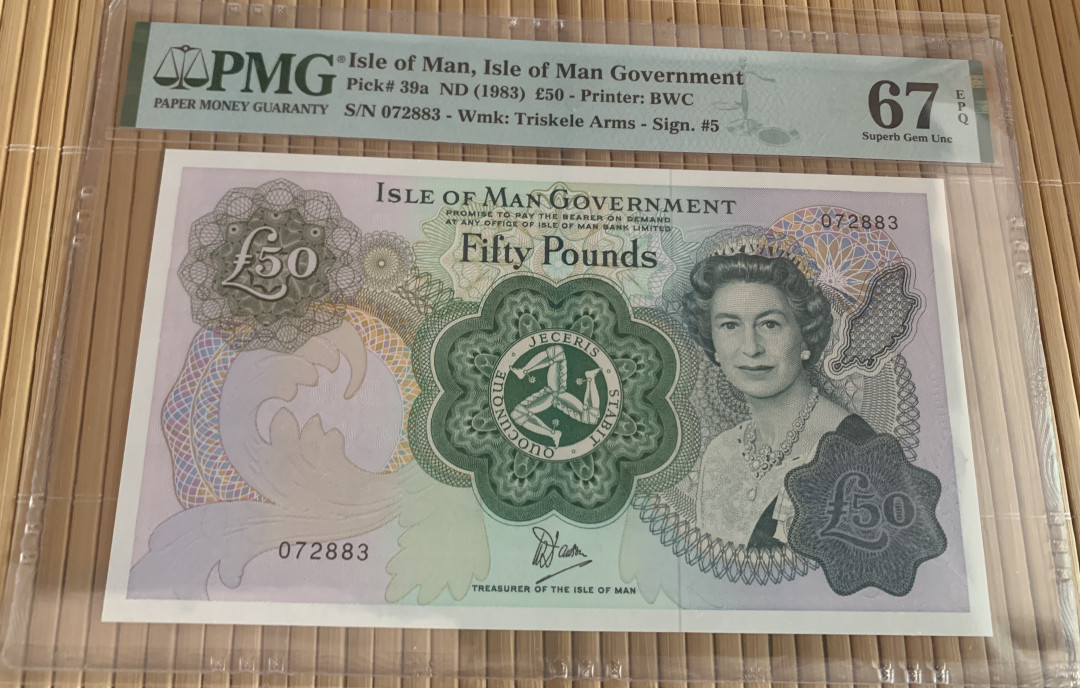 PMG®
PAPER MONEY GUARANTY
Isle of Man, Isle of Man Government
Pick# 39a ND (1983) £50 - Printer: BWC
S/N 072883 - Wmk: Triskele Arms - Sign. #5
67
EPQ
Superb Gem Unc
ISLE OF MAN GOVERNMENT
PROMISE TO PAY THE BEARER ON DEMAND
AT ANY OFFICE OF ISLE OF MAN BANK LIMITED
Fifty Pounds
£50
072883
QUOCUNQUE · JECERIS · STABIT ·
£50
072883
TREASURER OF THE ISLE OF MAN